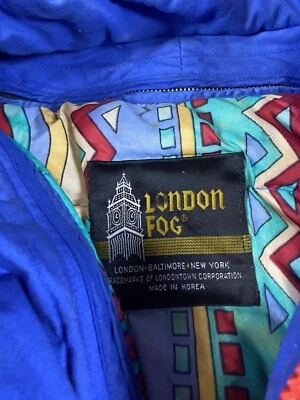 LONDON
FOG®
LONDON•BALTIMORE•NEW YORK
TRADEMARKS OF LONDONTOWN CORPORATION
MADE IN KOREA